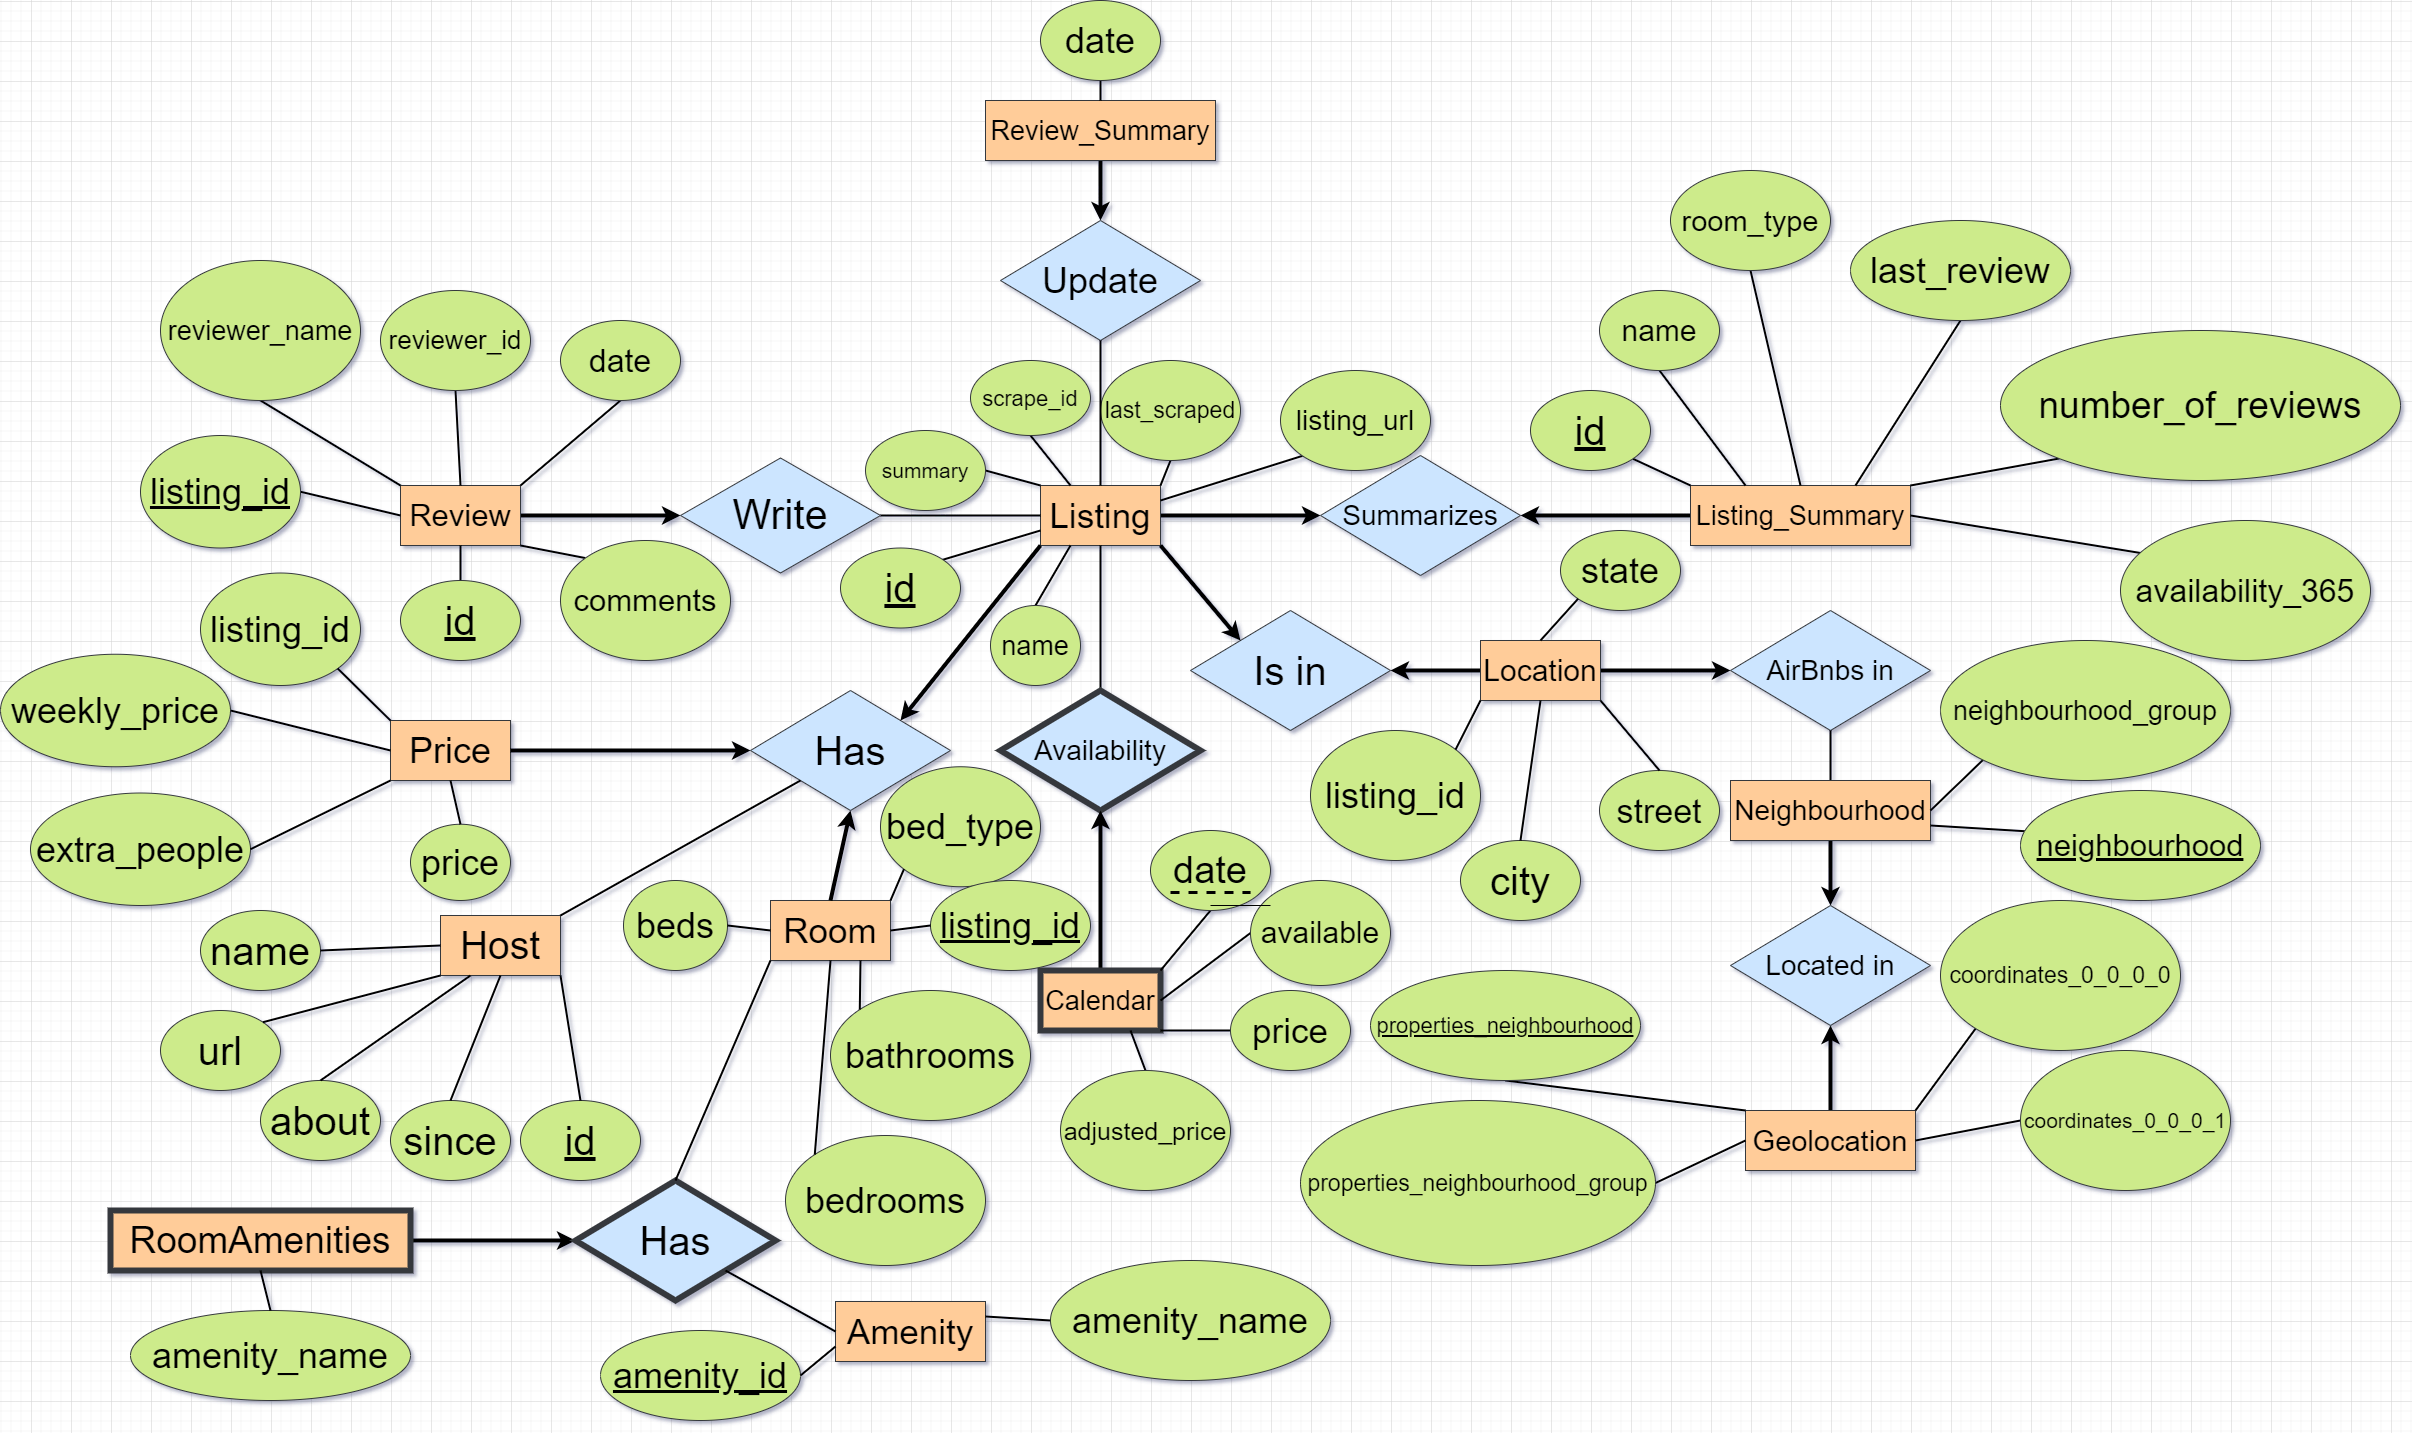 date
Review_Summary
Update
room_type
last_review
name
number_of_reviews
id
Listing_Summary
availability_365
reviewer_name
reviewer_id
date
listing_id
Review
id
comments
Write
scrape_id
last_scraped
listing_url
summary
Listing
id
name
Summarizes
state
Is in
Location
AirBnbs in
listing_id
city
street
neighbourhood_group
Neighbourhood
neighbourhood
listing_id
weekly_price
Price
extra_people
price
Has
Availability
bed_type
beds
Room
listing_id
bathrooms
bedrooms
date
available
Calendar
price
adjusted_price
Located in
coordinates_0_0_0_0
properties_neighbourhood
coordinates_0_0_0_1
Geolocation
properties_neighbourhood_group
name
Host
url
about
since
id
RoomAmenities
Has
amenity_name
Amenity
amenity_name
amenity_id